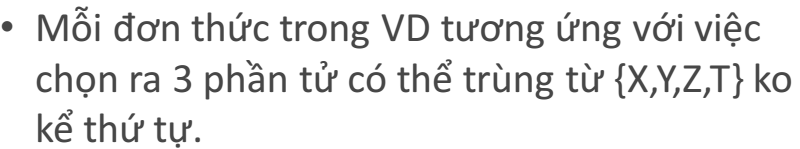 • Mỗi đơn thức trong VD tương ứng với việc
chọn ra 3 phần tử có thể trùng từ {X,Y,Z,T} ko
kể thứ tự.